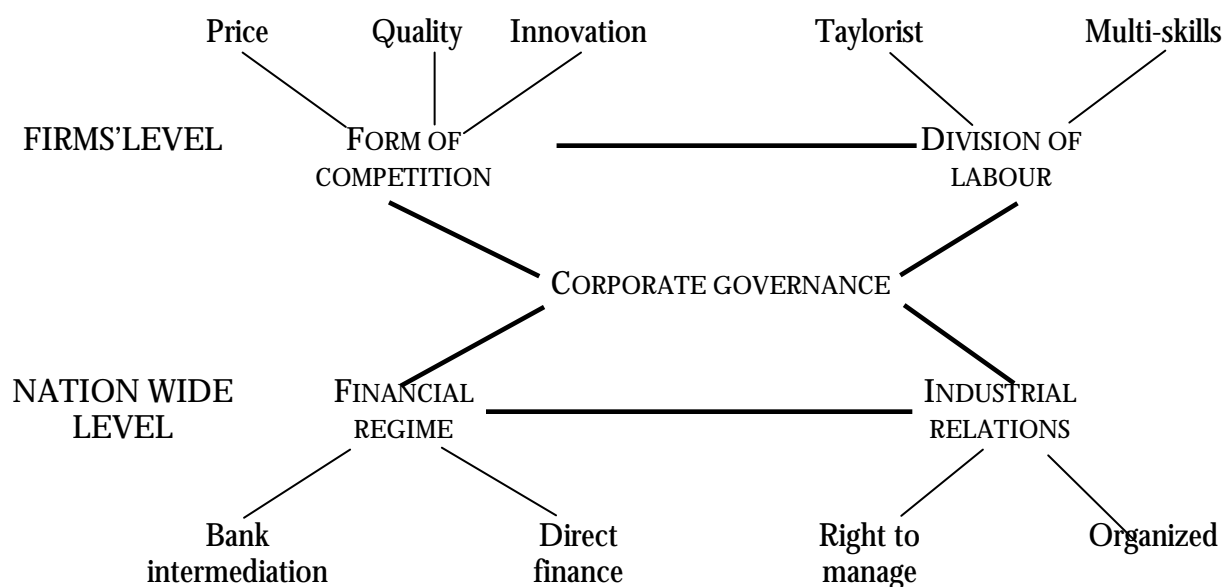 Price Quality Innovation Taylorist Multi-skills
FIRMS'LEVEL FORM OF DIVISION OF
COMPETITION LABOUR
CORPORATE GOVERNANCE
NATION WIDE FINANCIAL INDUSTRIAL
LEVEL REGIME RELATIONS
Bank Direct Right to Organized
intermediation finance manage